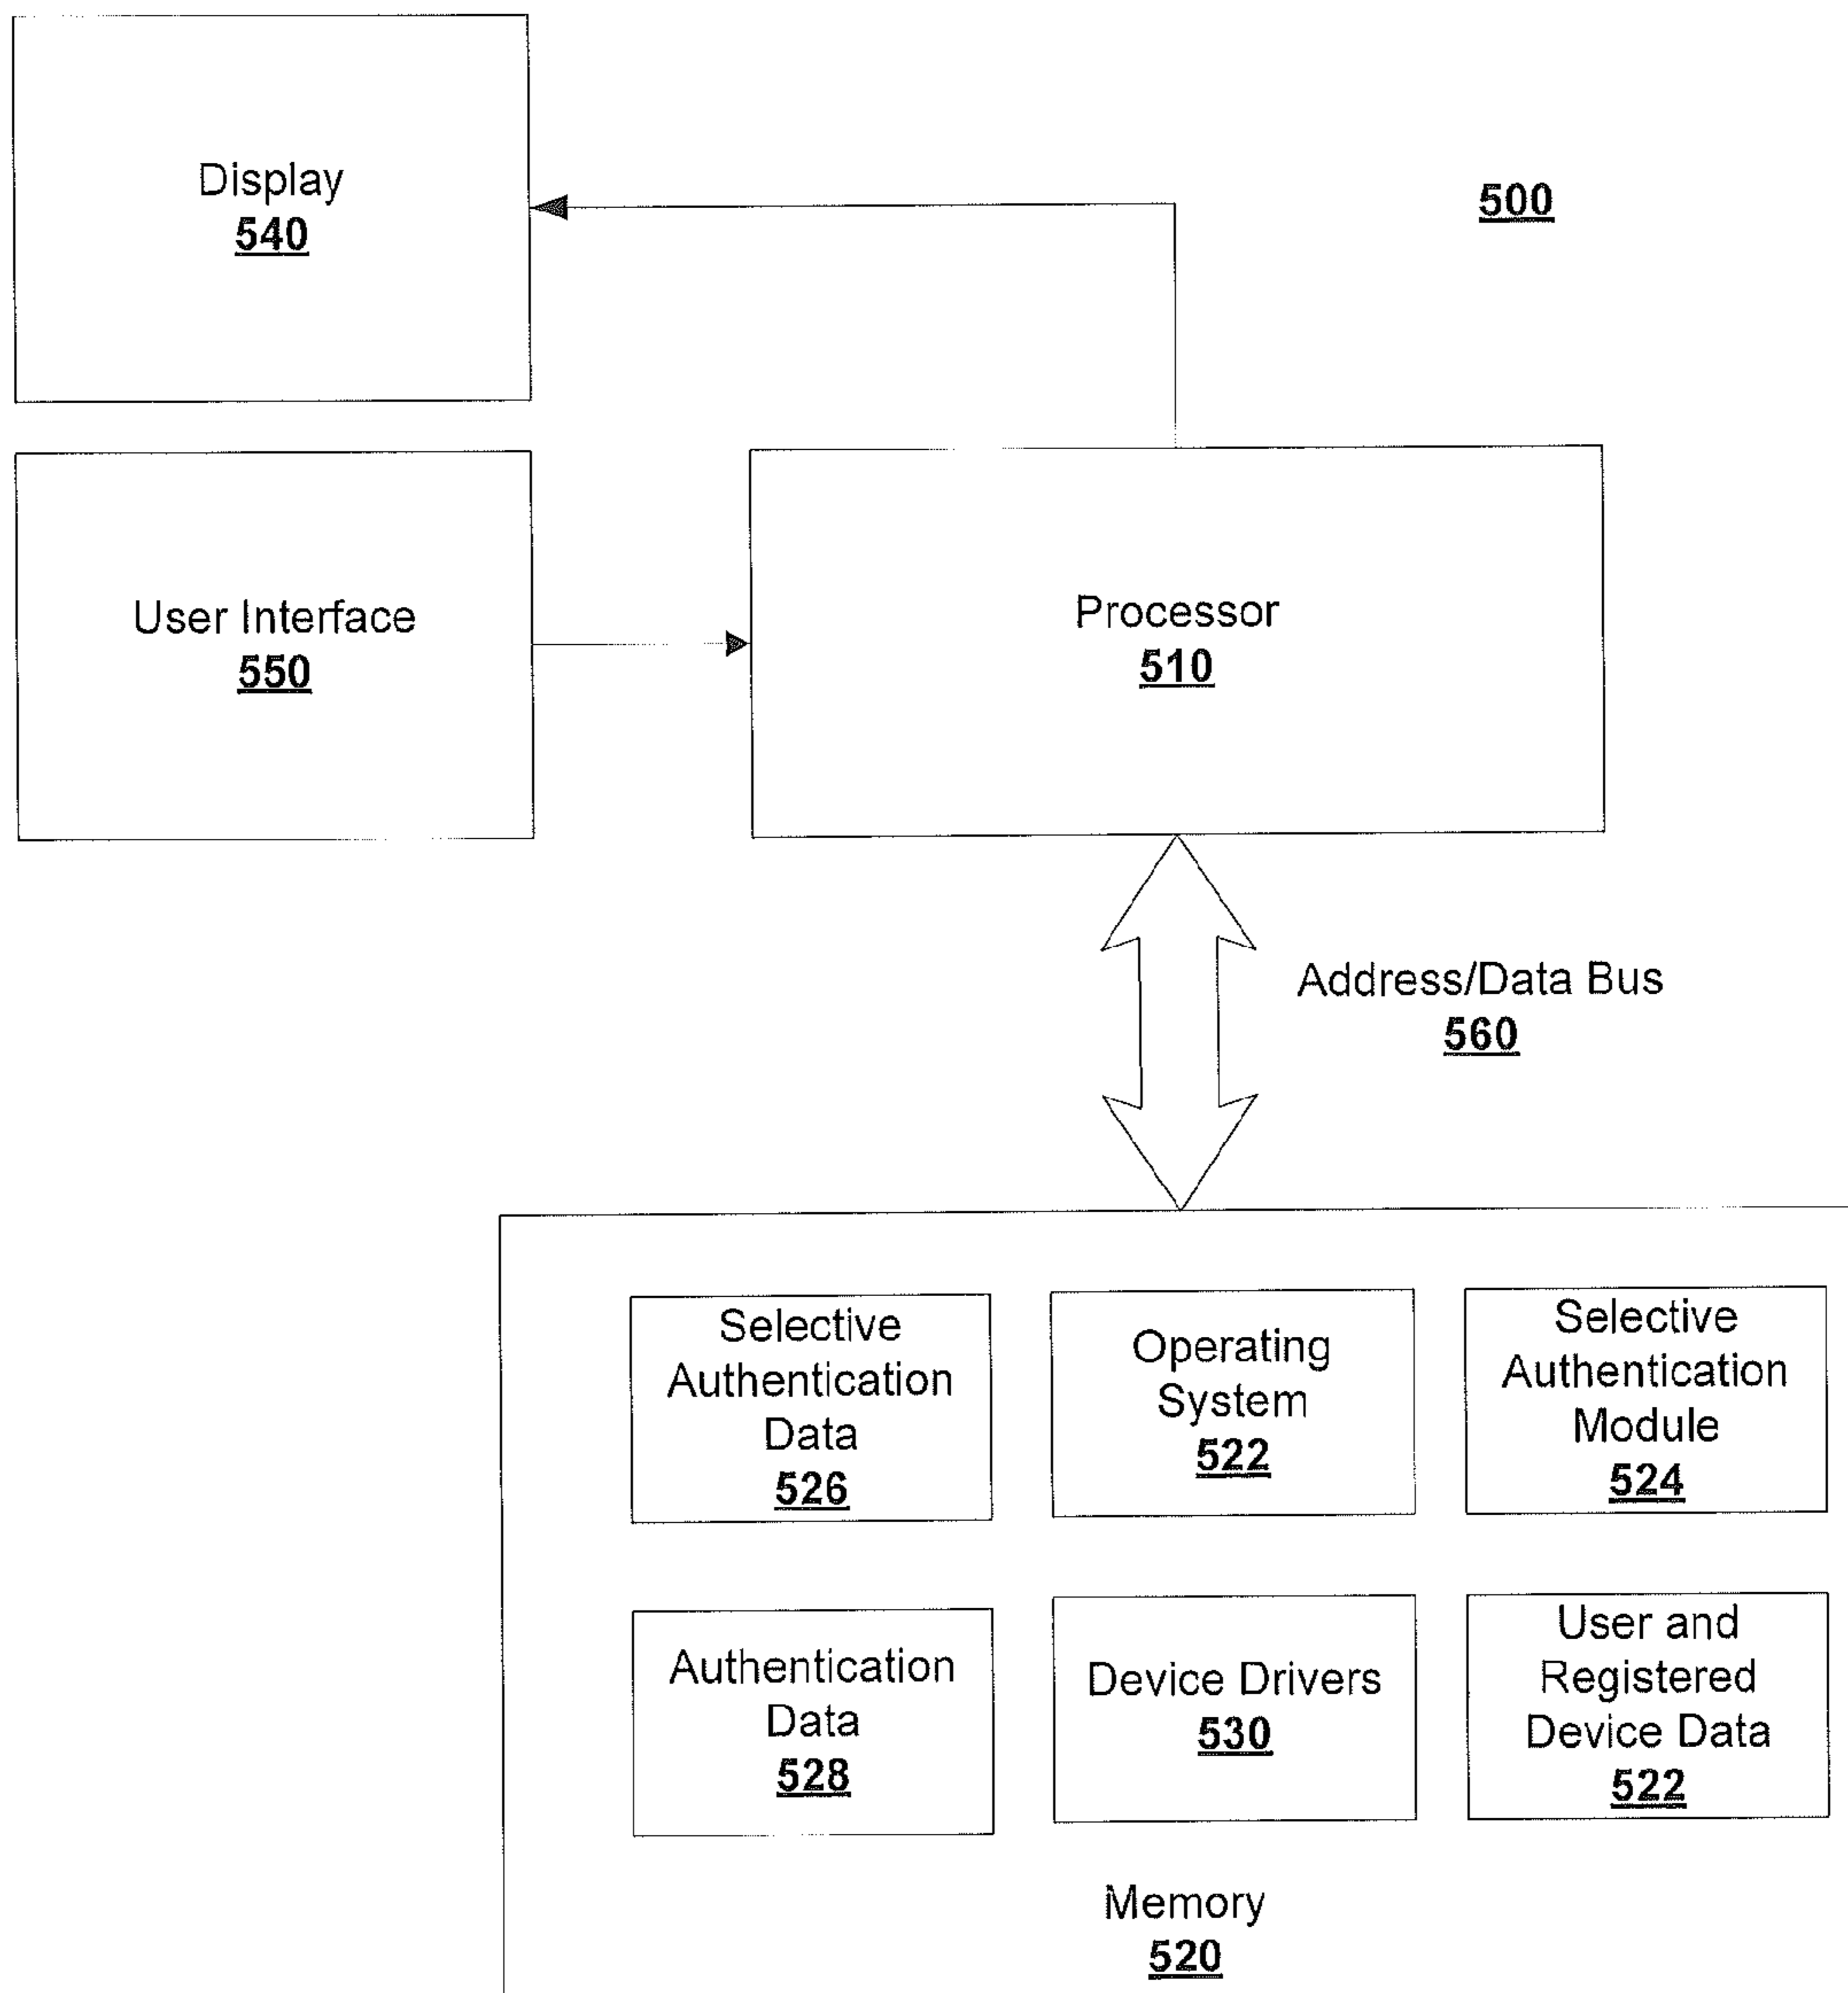 Display
540
500
User Interface
550
Processor
510
Address/Data Bus
560
Selective
Authentication
Data
526
Operating
System
522
Selective
Authentication
Module
524
Authentication
Data
528
Device Drivers
530
User and
Registered
Device Data
522
Memory
520